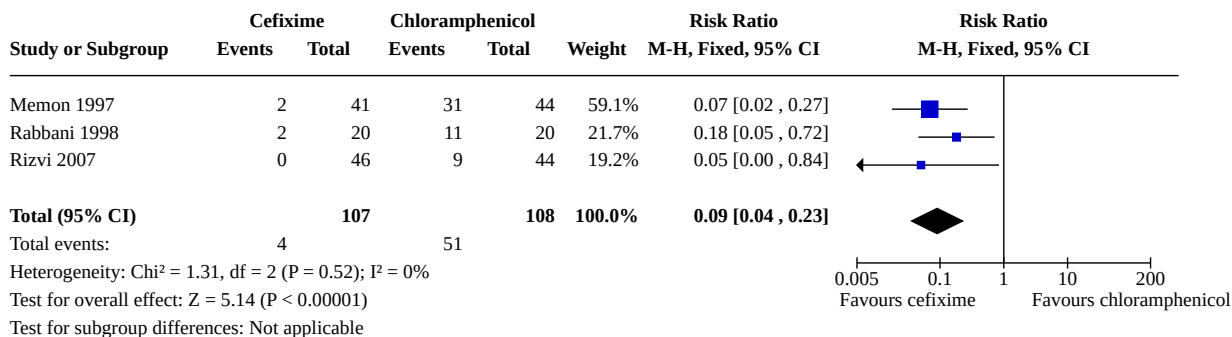 Cefixime Chloramphenicol Risk Ratio Risk Ratio
Study or Subgroup Events Total Events Total Weight M-H, Fixed, 95% CI M-H, Fixed, 95% CI
Memon 1997 2 41 31 44 59.1% 0.07 [0.02 , 0.27]
Rabbani 1998 2 20 11 20 21.7% 0.18 [0.05 , 0.72]
Rizvi 2007 0 46 9 44 19.2% 0.05 [0.00 , 0.84]
Total (95% CI) 107 108 100.0% 0.09 [0.04 , 0.23]
Total events: 4 51
Heterogeneity: Chi² = 1.31, df = 2 (P = 0.52); I² = 0%
0.005 0.1 1 10 200
Test for overall effect: Z = 5.14 (P < 0.00001) Favours cefixime Favours chloramphenicol
Test for subgroup differences: Not applicable